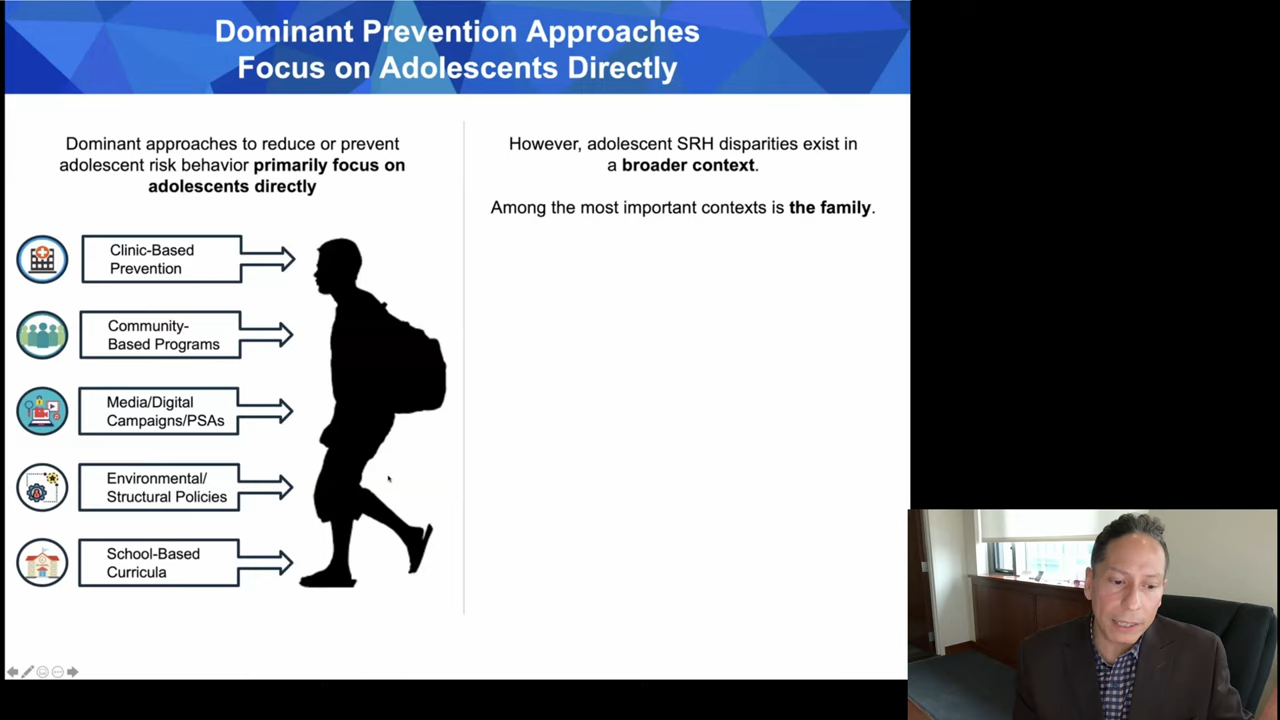 Dominant Prevention Approaches
Focus on Adolescents Directly
Dominant approaches to reduce or prevent
adolescent risk behavior primarily focus on
adolescents directly
Clinic-Based
Prevention
Community-
Based Programs
Media/Digital
Campaigns/PSAs
Environmental/
Structural Policies
School-Based
Curricula
However, adolescent SRH disparities exist in
a broader context.
Among the most important contexts is the family.